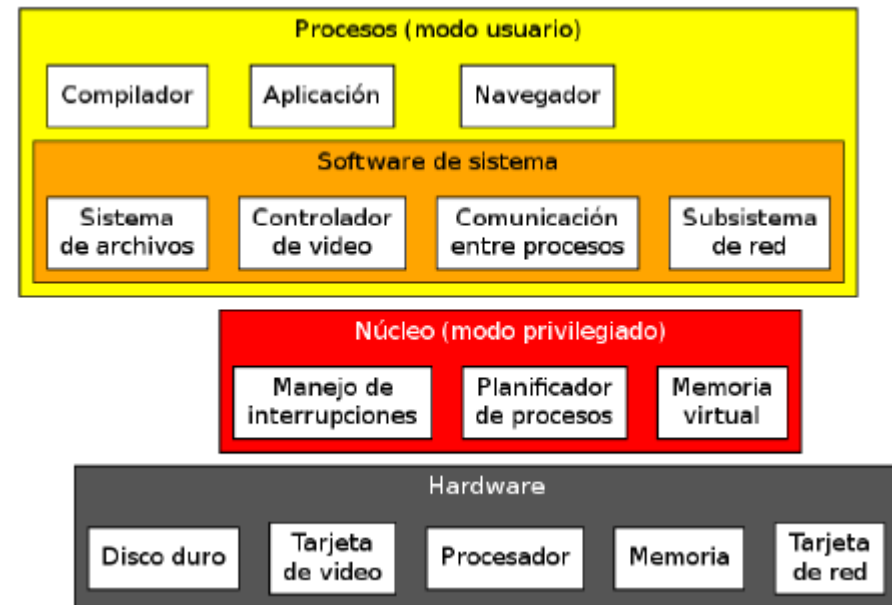 Procesos (modo usuario)
Compilador
Aplicación
Navegador
Software de sistema
Sistema
de archivos
Controlador
de video
Comunicación
entre procesos
Subsistema
de red
Núcleo (modo privilegiado)
Manejo de
interrupciones
Planificador
de procesos
Memoria
virtual
Hardware
Disco duro
Tarjeta
de video
Procesador
Memoria
Tarjeta
de red